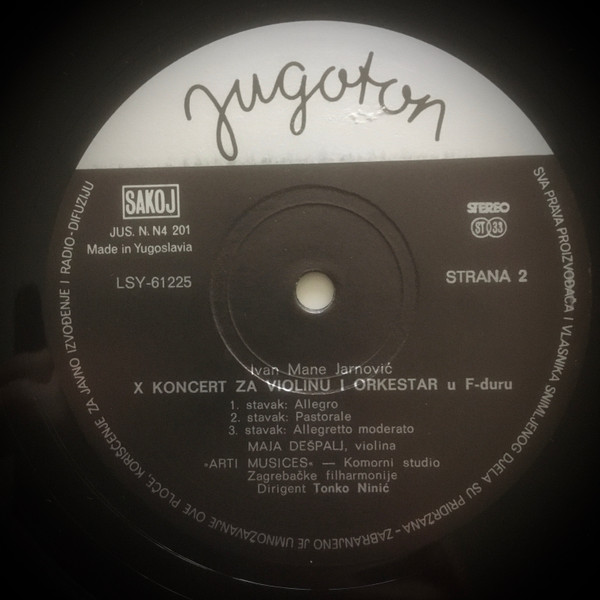 jugoton
SAKOJ
JUS. N. N4 201
Made in Yugoslavia
LSY-61225
STEREO
ST 33
STRANA 2
Ivan Mane Jarnović
X KONCERT ZA VIOLINU I ORKESTAR u F-duru
1. stavak: Allegro
2. stavak: Pastorale
3. stavak: Allegretto moderato
MAJA DEŠPALJ, violina
»ARTI MUSICES« — Komorni studio
Zagrebačke filharmonije
Dirigent Tonko Ninić
SVA PRAVA PROIZVOĐAČA I VLASNIKA SNIMLJENOG DJELA SU PRIDRŽANA - ZABRANJENO JE UMNOŽAVANJE OVE PLOČE KORIŠĆENJE ZA JAVNO IZVOĐENJE I RADIO-DIFUZIJU